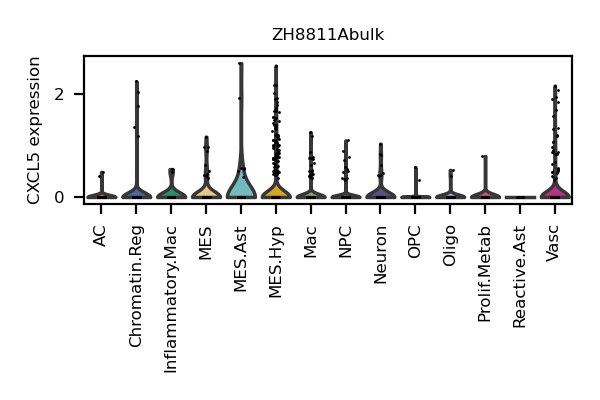 ZH8811Abulk
CXCL5 expression
2
0
AC
Chromatin.Reg
Inflammatory.Mac
MES
MES.Ast
MES.Hyp
Mac
NPC
Neuron
OPC
Oligo
Prolif.Metab
Reactive.Ast
Vasc